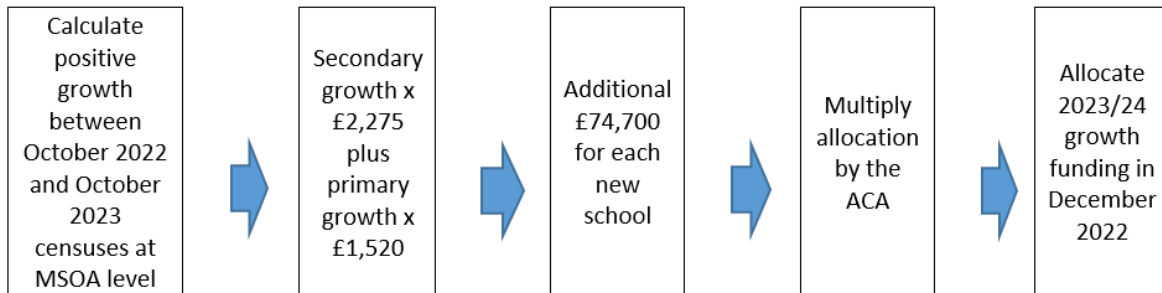 Calculate
positive
growth
between
October 2022
and October
2023
censuses at
MSOA level
Secondary
growth x
£2,275
plus
primary
growth x
£1,520
Additional
£74,700
for each
new
school
Multiply
allocation
by the
ACA
Allocate
2023/24
growth
funding in
December
2022